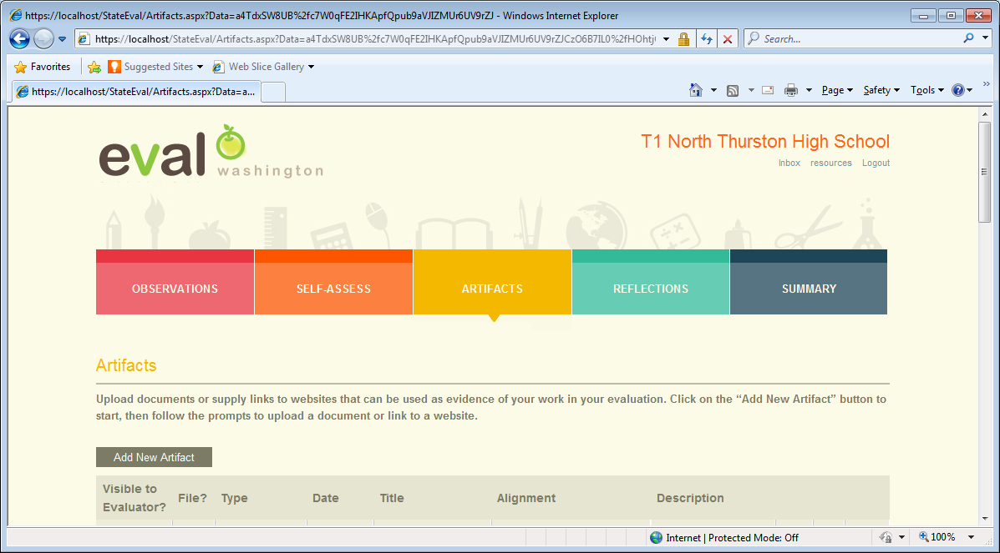 https://localhost/StateEval/Artifacts.aspx?Data=a4TdxSW8UB%2fc7W0qFE2IHKApfQpub9aVJIZMUr6UV9rZJ - Windows Internet Explorer
https://localhost/StateEval/Artifacts.aspx?Data=a4TdxSW8UB%2fc7W0qFE2IHKApfQpub9aVJIZMUr6UV9rZJCzO6B7IL0%2fHOhtj
Search...
Favorites Suggested Sites Web Slice Gallery
https://localhost/StateEval/Artifacts.aspx?Data=a...
Page Safety Tools
eval
washington
T1 North Thurston High School
Inbox resources Logout
OBSERVATIONS SELF-ASSESS ARTIFACTS REFLECTIONS SUMMARY
Artifacts
Upload documents or supply links to websites that can be used as evidence of your work in your evaluation. Click on the “Add New Artifact” button to
start, then follow the prompts to upload a document or link to a website.
Add New Artifact
Visible to
Evaluator? File? Type Date Title Alignment Description
Internet | Protected Mode: Off
100%